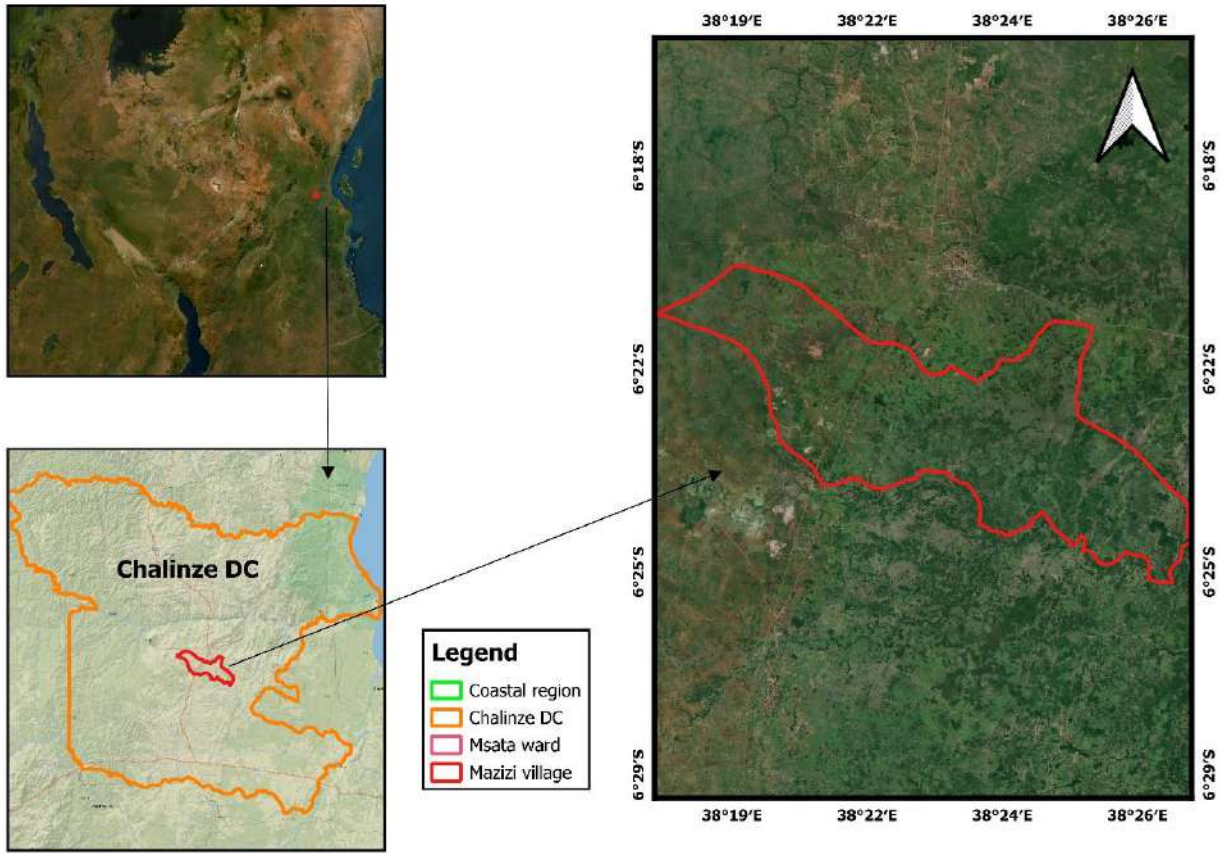 38°19'E 38°22'E 38°24'E 38°26'E
6°18'S 6°18'S
6°22'S 6°22'S
6°25'S 6°25'S
6°29'S 6°29'S
38°19'E 38°22'E 38°24'E 38°26'E
Chalinze DC
Legend
Coastal region
Chalinze DC
Msata ward
Mazizi village